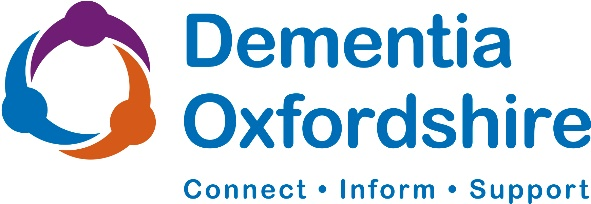 Dementia
Oxfordshire
Connect • Inform • Support